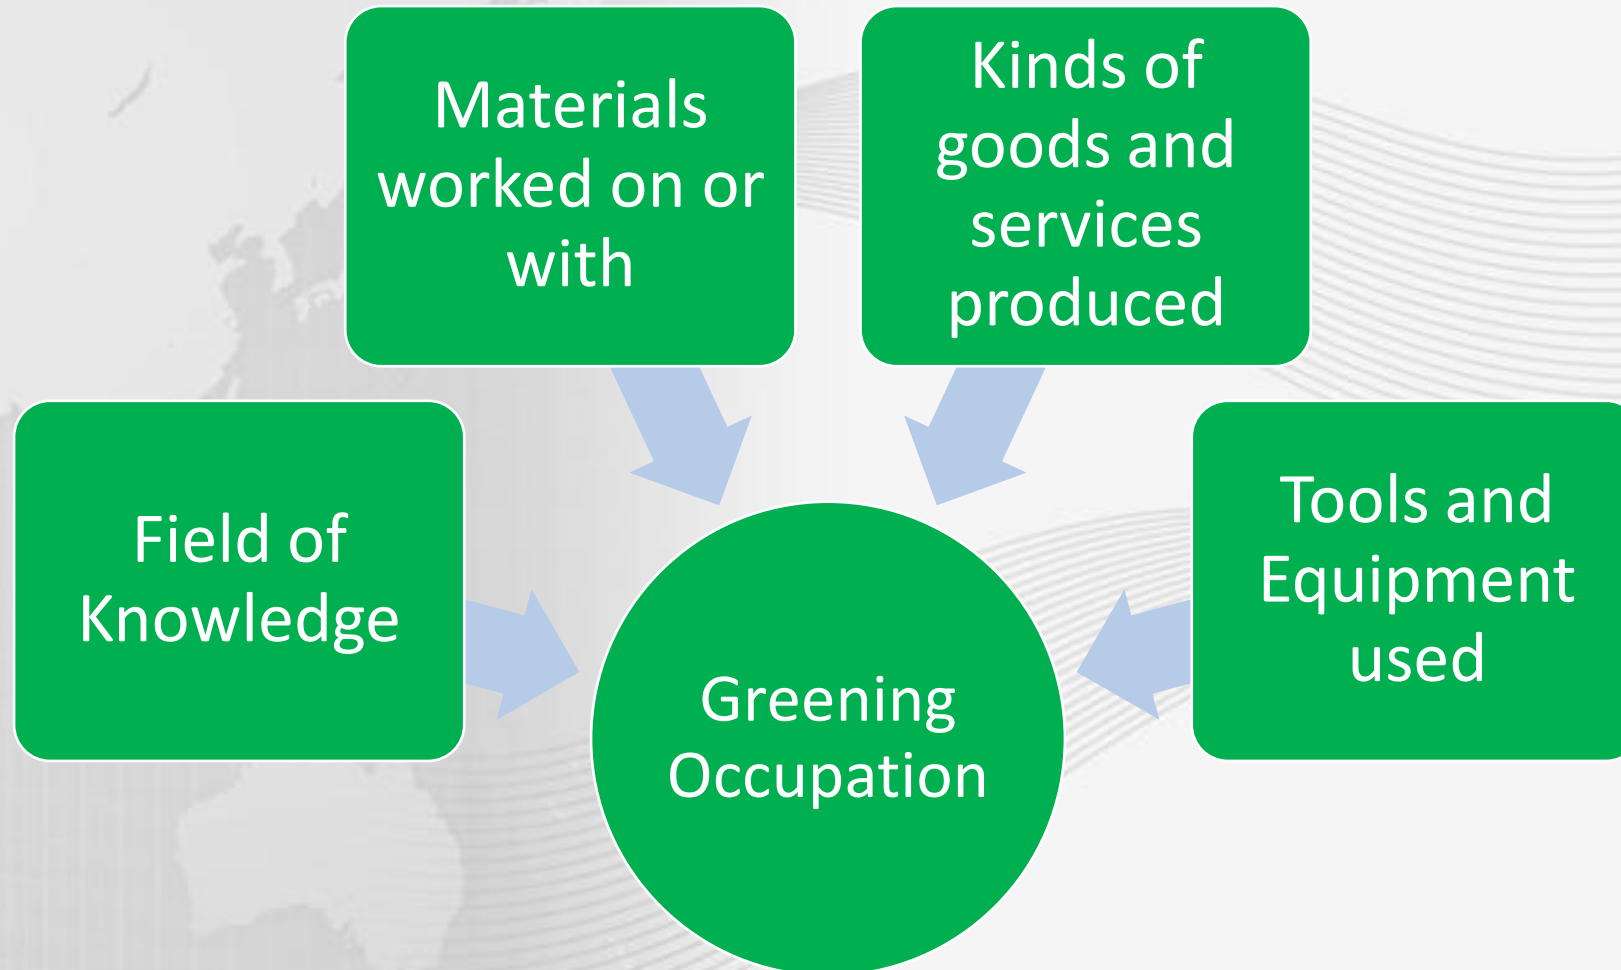 Materials
worked on or
with
Kinds of
goods and
services
produced
Field of
Knowledge
Tools and
Equipment
used
Greening
Occupation